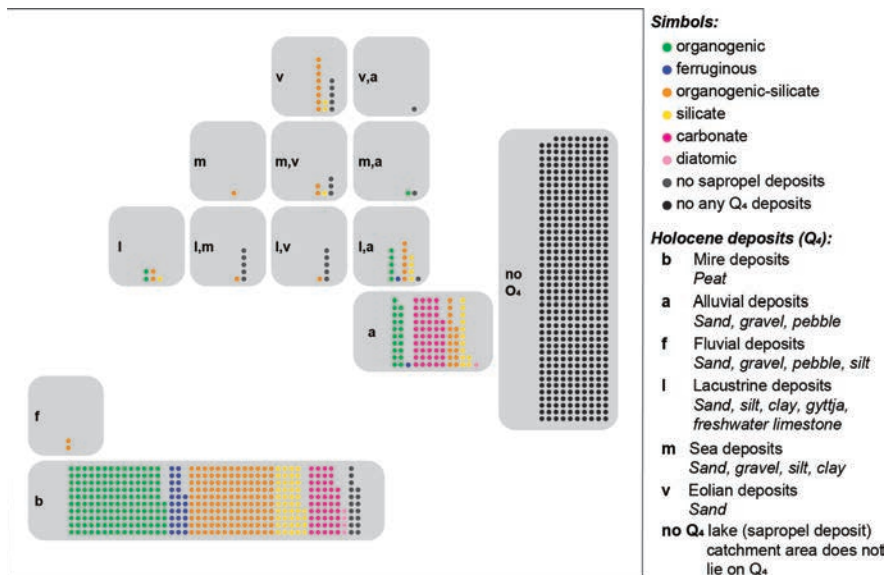 v
v,a
m
m,v
m,a
l
l,m
l,v
l,a
no
Q₄
a
f
b
Simbols:
organogenic
ferruginous
organogenic-silicate
silicate
carbonate
diatomic
no sapropel deposits
no any Q₄ deposits
Holocene deposits (Q₄):
b Mire deposits
Peat
a Alluvial deposits
Sand, gravel, pebble
f Fluvial deposits
Sand, gravel, pebble, silt
l Lacustrine deposits
Sand, silt, clay, gyttja,
freshwater limestone
m Sea deposits
Sand, gravel, silt, clay
v Eolian deposits
Sand
no Q₄ lake (sapropel deposit)
catchment area does not
lie on Q₄